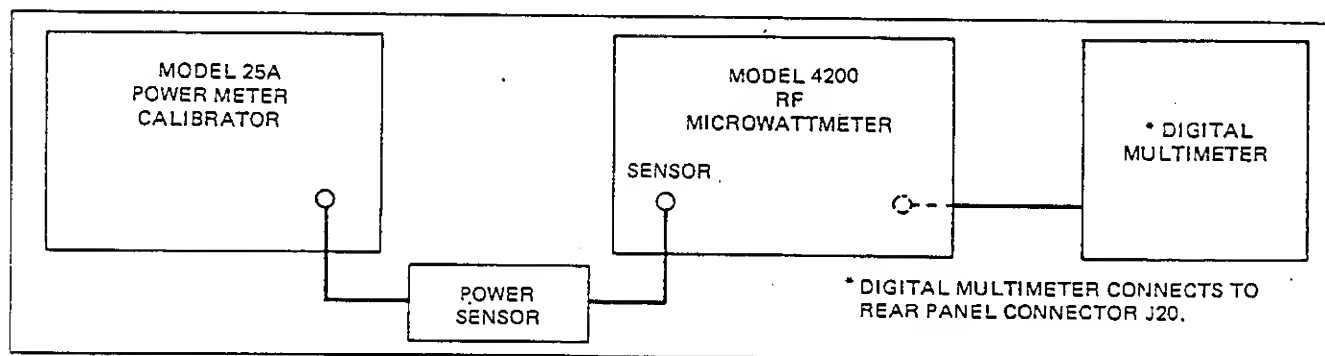 MODEL 25A
POWER METER
CALIBRATOR
MODEL 4200
RF
MICROWATTMETER
SENSOR
* DIGITAL
MULTIMETER
POWER
SENSOR
* DIGITAL MULTIMETER CONNECTS TO
REAR PANEL CONNECTOR J20.